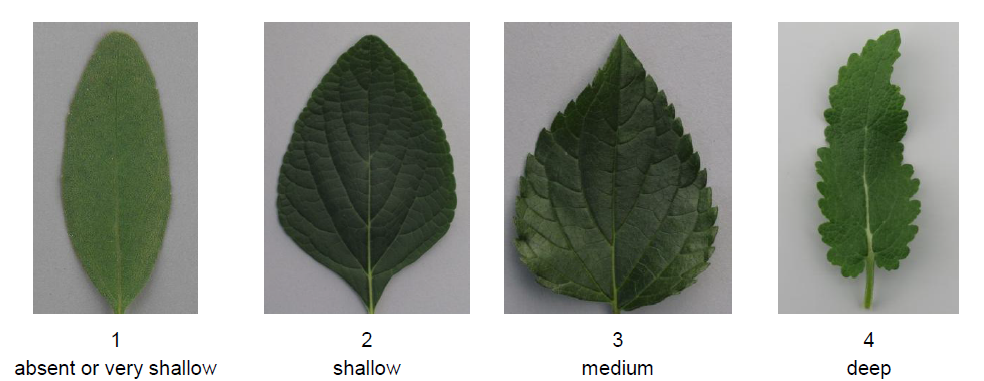 1
absent or very shallow
2
shallow
3
medium
4
deep